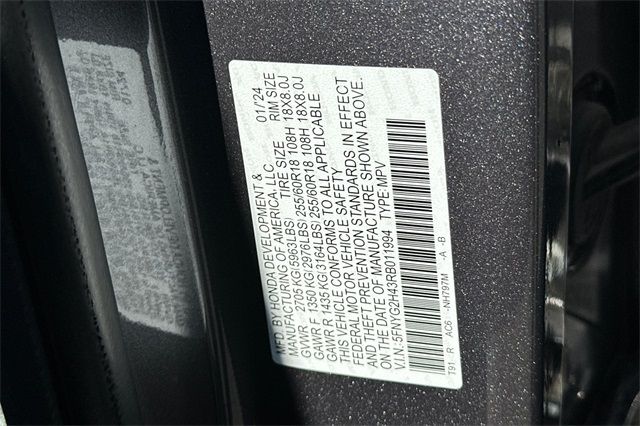 MFD BY HONDA DEVELOPMENT & 01/'24
MANUFACTURING OF AMERICA, LLC
GVWR 2705 KG(5963LBS) TIRE SIZE RIM SIZE
GAWR F 1350 KG(2976LBS) 255/60R18 108H 18X8.0J
GAWR R 1435 KG(3164LBS) 255/60R18 108H 18X8.0J
THIS VEHICLE CONFORMS TO ALL APPLICABLE
FEDERAL MOTOR VEHICLE SAFETY
AND THEFT PREVENTION STANDARDS IN EFFECT
ON THE DATE OF MANUFACTURE SHOWN ABOVE.
V.I.N.: 5FNYG2H43RB011994 TYPE: MPV
T91 R AC6 -NH797M -A -B